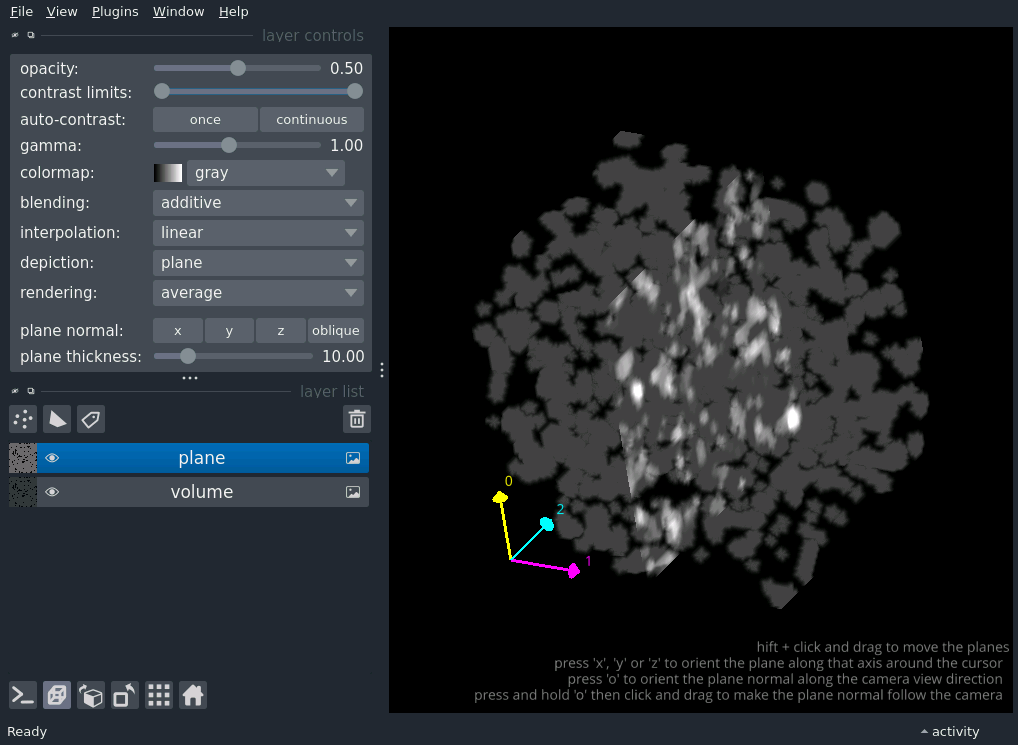 File View Plugins Window Help
layer controls
opacity: 0.50
contrast limits:
auto-contrast: once continuous
gamma: 1.00
colormap: gray
blending: additive
interpolation: linear
depiction: plane
rendering: average
plane normal: x y z oblique
plane thickness: 10.00
layer list
plane
volume
0
2
1
hift + click and drag to move the planes
press 'x', 'y' or 'z' to orient the plane along that axis around the cursor
press 'o' to orient the plane normal along the camera view direction
press and hold 'o' then click and drag to make the plane normal follow the camera
Ready activity